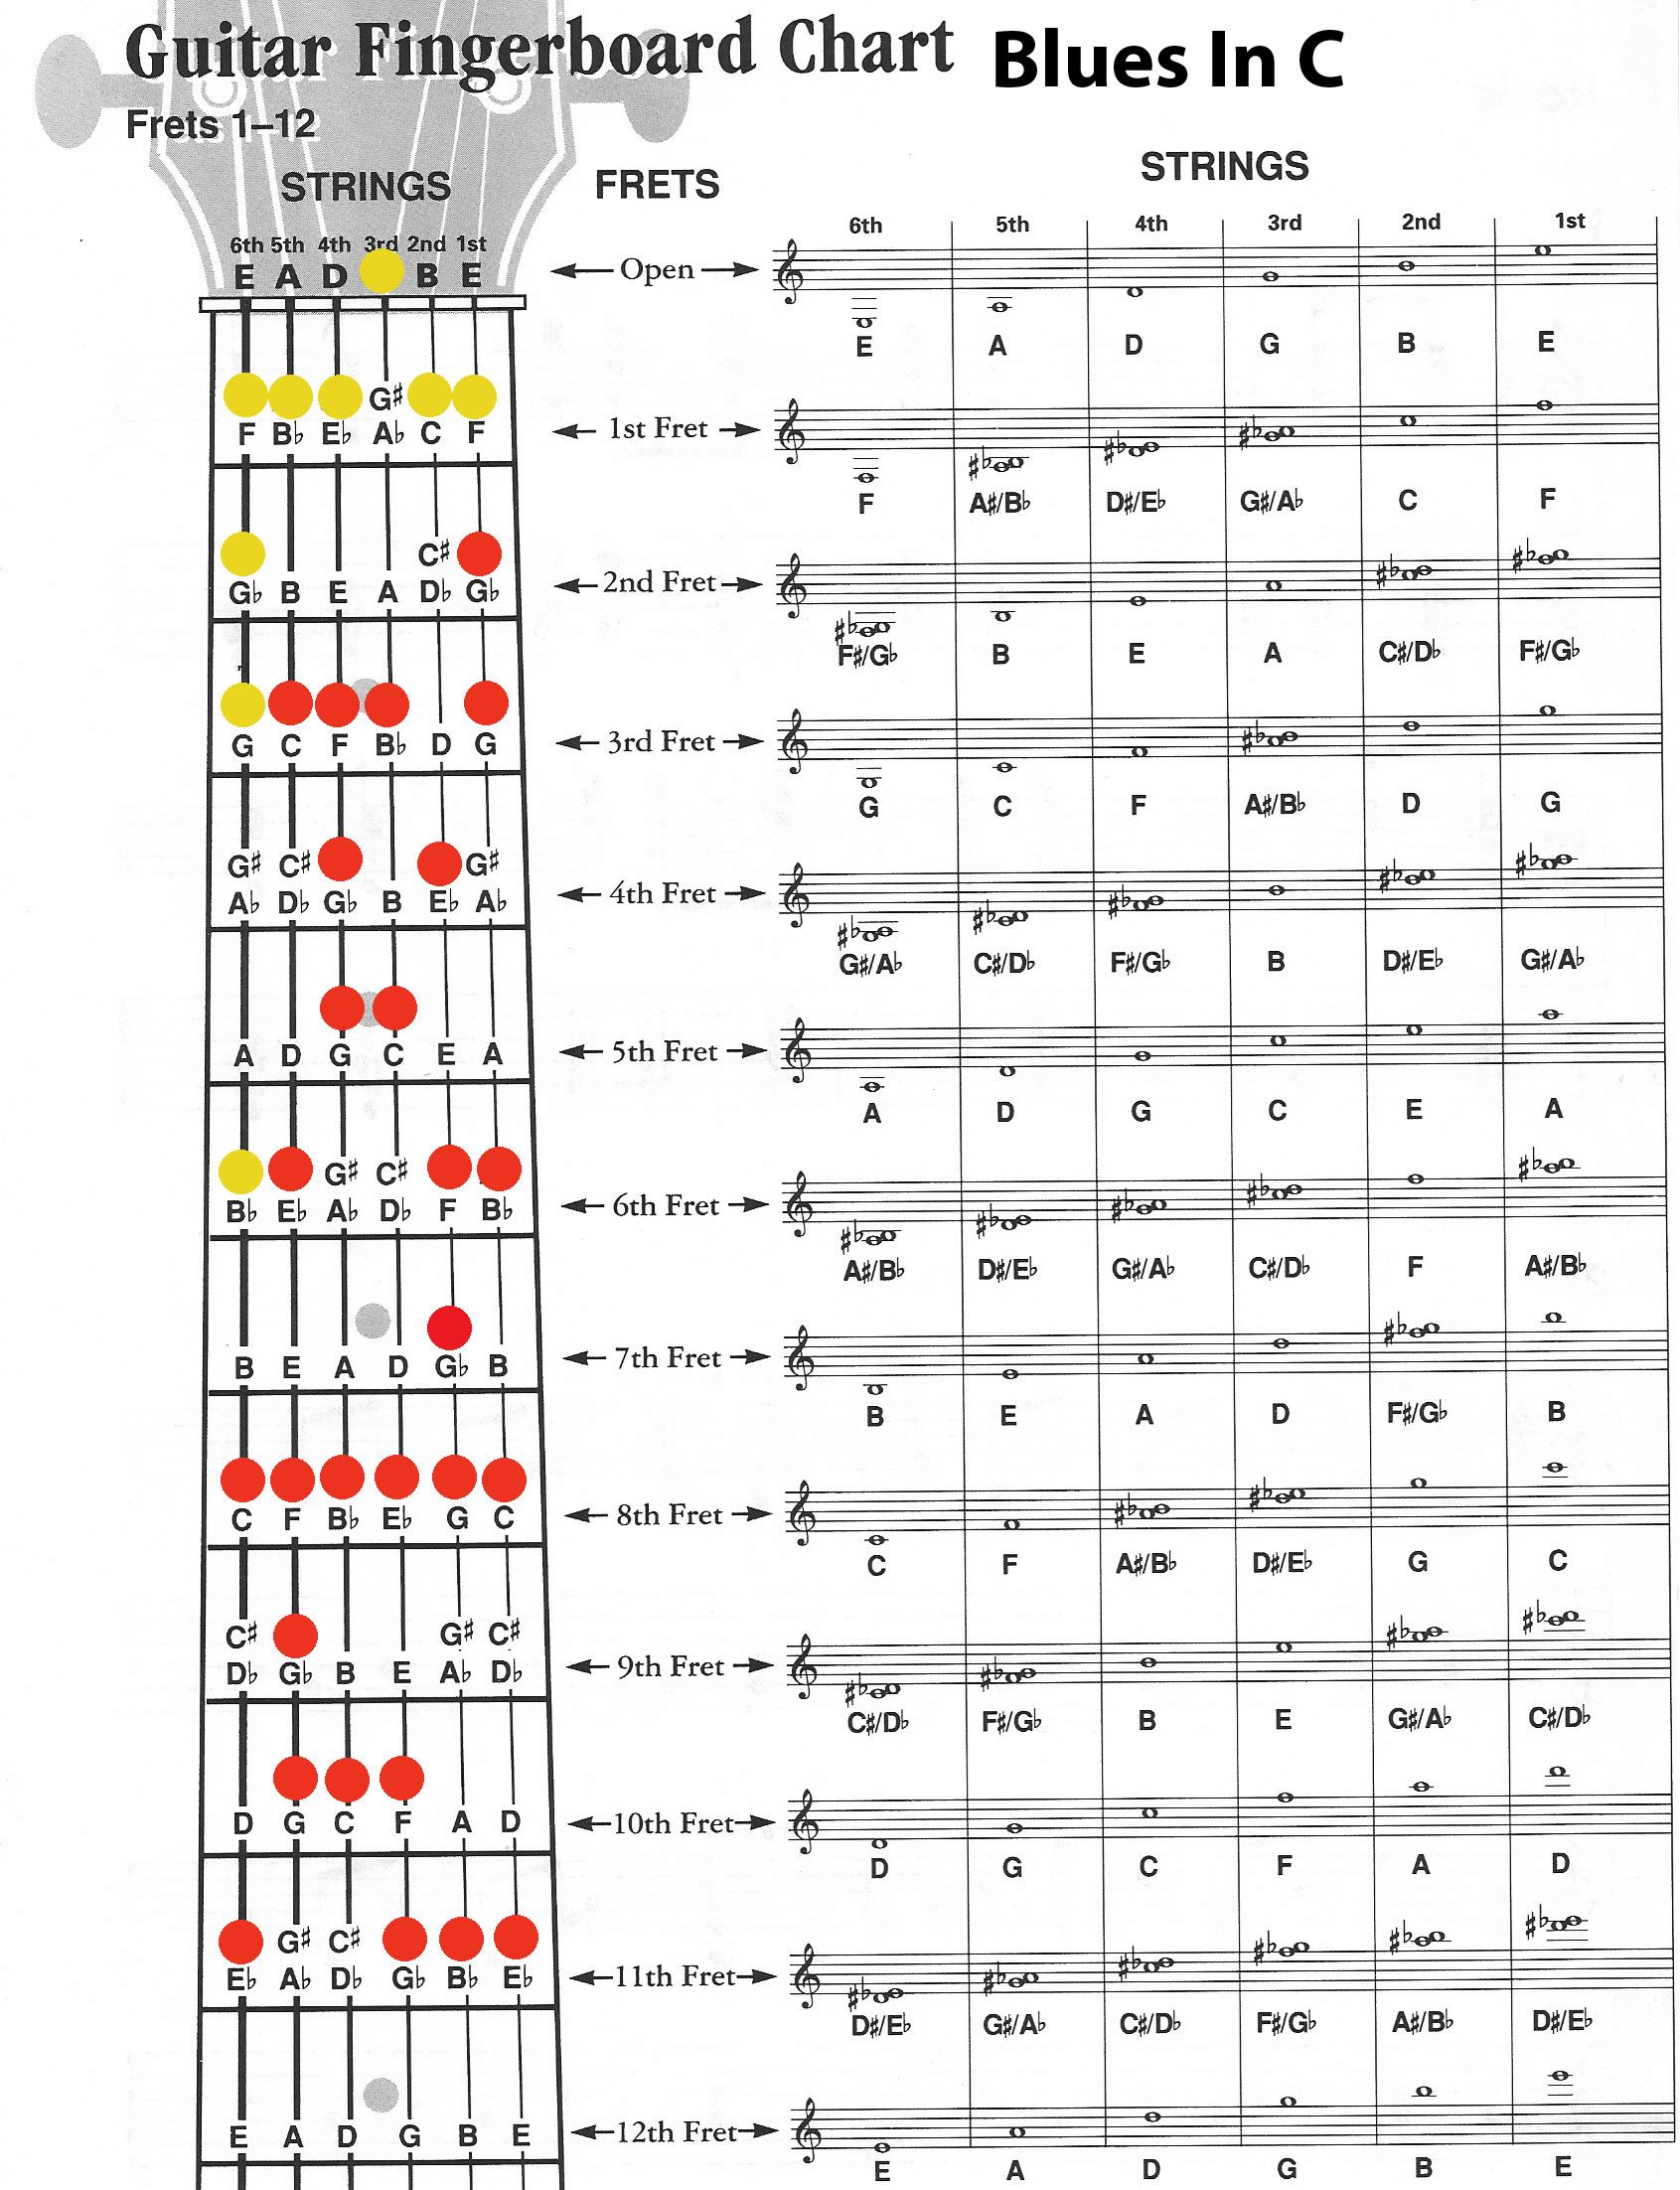 Guitar Fingerboard Chart Blues In C
Frets 1–12
STRINGS FRETS STRINGS
6th 5th 4th 3rd 2nd 1st 6th 5th 4th 3rd 2nd 1st
E A D B E Open
E A D G B E
G♯
F B♭ E♭ A♭ C F 1st Fret
F A♯/B♭ D♯/E♭ G♯/A♭ C F
C♯
G♭ B E A D♭ G♭ 2nd Fret
F♯/G♭ B E A C♯/D♭ F♯/G♭
G C F B♭ D G 3rd Fret
G C F A♯/B♭ D G
G♯ C♯ G♯
A♭ D♭ G♭ B E♭ A♭ 4th Fret
G♯/A♭ C♯/D♭ F♯/G♭ B D♯/E♭ G♯/A♭
A D G C E A 5th Fret
A D G C E A
G♯ C♯
B♭ E♭ A♭ D♭ F B♭ 6th Fret
A♯/B♭ D♯/E♭ G♯/A♭ C♯/D♭ F A♯/B♭
B E A D G♭ B 7th Fret
B E A D F♯/G♭ B
C F B♭ E♭ G C 8th Fret
C F A♯/B♭ D♯/E♭ G C
C♯ G♯ C♯
D♭ G♭ B E A♭ D♭ 9th Fret
C♯/D♭ F♯/G♭ B E G♯/A♭ C♯/D♭
D G C F A D 10th Fret
D G C F A D
G♯ C♯
E♭ A♭ D♭ G♭ B♭ E♭ 11th Fret
D♯/E♭ G♯/A♭ C♯/D♭ F♯/G♭ A♯/B♭ D♯/E♭
E A D G B E 12th Fret
E A D G B E